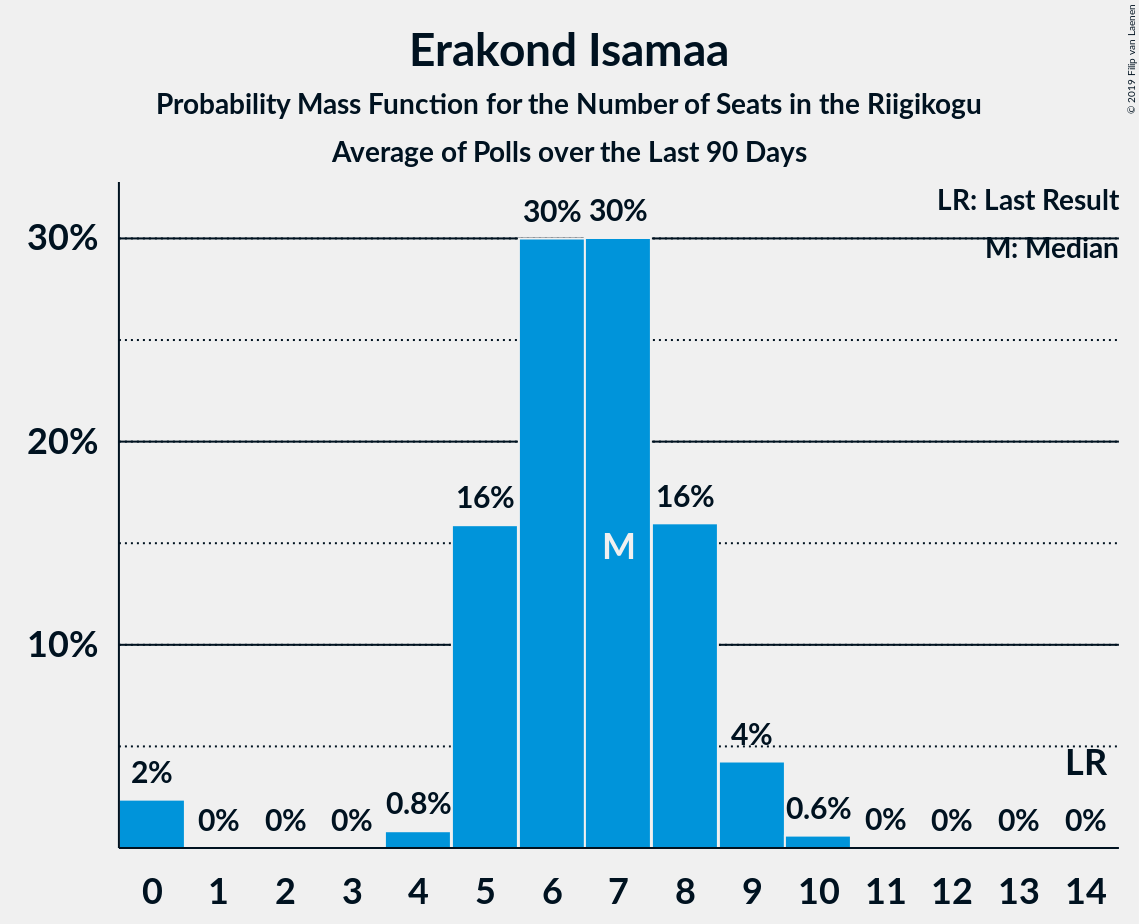 Erakond Isamaa
Probability Mass Function for the Number of Seats in the Riigikogu
Average of Polls over the Last 90 Days
© 2019 Filip van Laenen
LR: Last Result
M: Median
30% 30%
30%
20%
16% 16%
M
10%
4%
LR
2%
0% 0% 0% 0.8% 0.6% 0% 0% 0% 0%
0 1 2 3 4 5 6 7 8 9 10 11 12 13 14